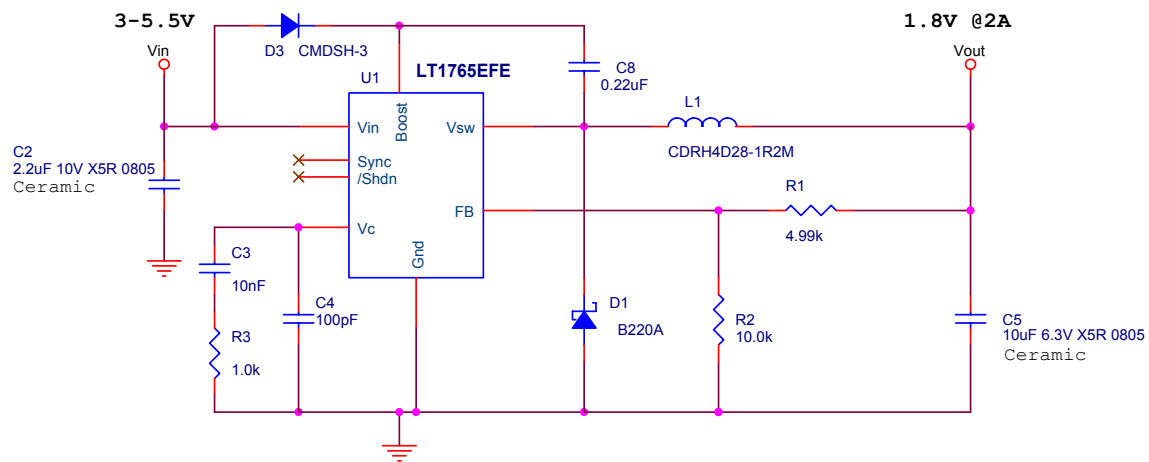 3-5.5V
1.8V @2A
Vin
D3 CMDSH-3
Vout
U1
LT1765EFE
C8
0.22uF
Boost
L1
Vin
Vsw
CDRH4D28-1R2M
C2
2.2uF 10V X5R 0805
Ceramic
Sync
/Shdn
R1
FB
4.99k
Vc
Gnd
C3
10nF
C4
100pF
D1
B220A
R2
10.0k
C5
10uF 6.3V X5R 0805
Ceramic
R3
1.0k